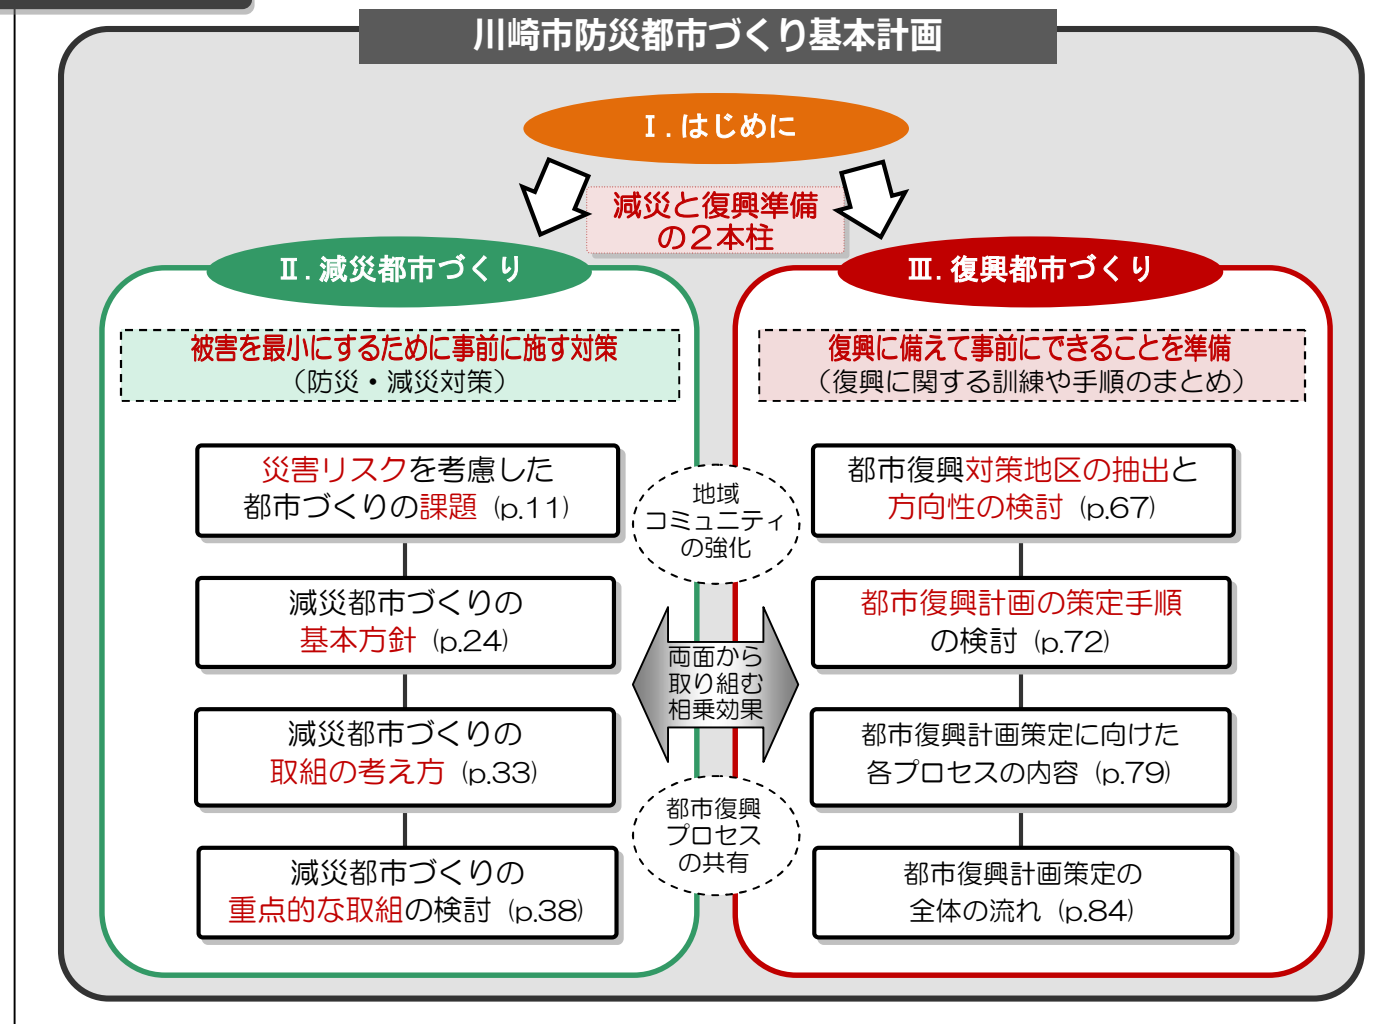 川崎市防災都市づくり基本計画
Ⅰ.はじめに
減災と復興準備
の2本柱
Ⅱ.減災都市づくり
被害を最小にするために事前に施す対策
（防災・減災対策）
災害リスクを考慮した
都市づくりの課題 (p.11)
減災都市づくりの
基本方針 (p.24)
減災都市づくりの
取組の考え方 (p.33)
減災都市づくりの
重点的な取組の検討 (p.38)
地域
コミュニティ
の強化
両面から
取り組む
相乗効果
都市復興
プロセス
の共有
Ⅲ.復興都市づくり
復興に備えて事前にできることを準備
（復興に関する訓練や手順のまとめ）
都市復興対策地区の抽出と
方向性の検討 (p.67)
都市復興計画の策定手順
の検討 (p.72)
都市復興計画策定に向けた
各プロセスの内容 (p.79)
都市復興計画策定の
全体の流れ (p.84)